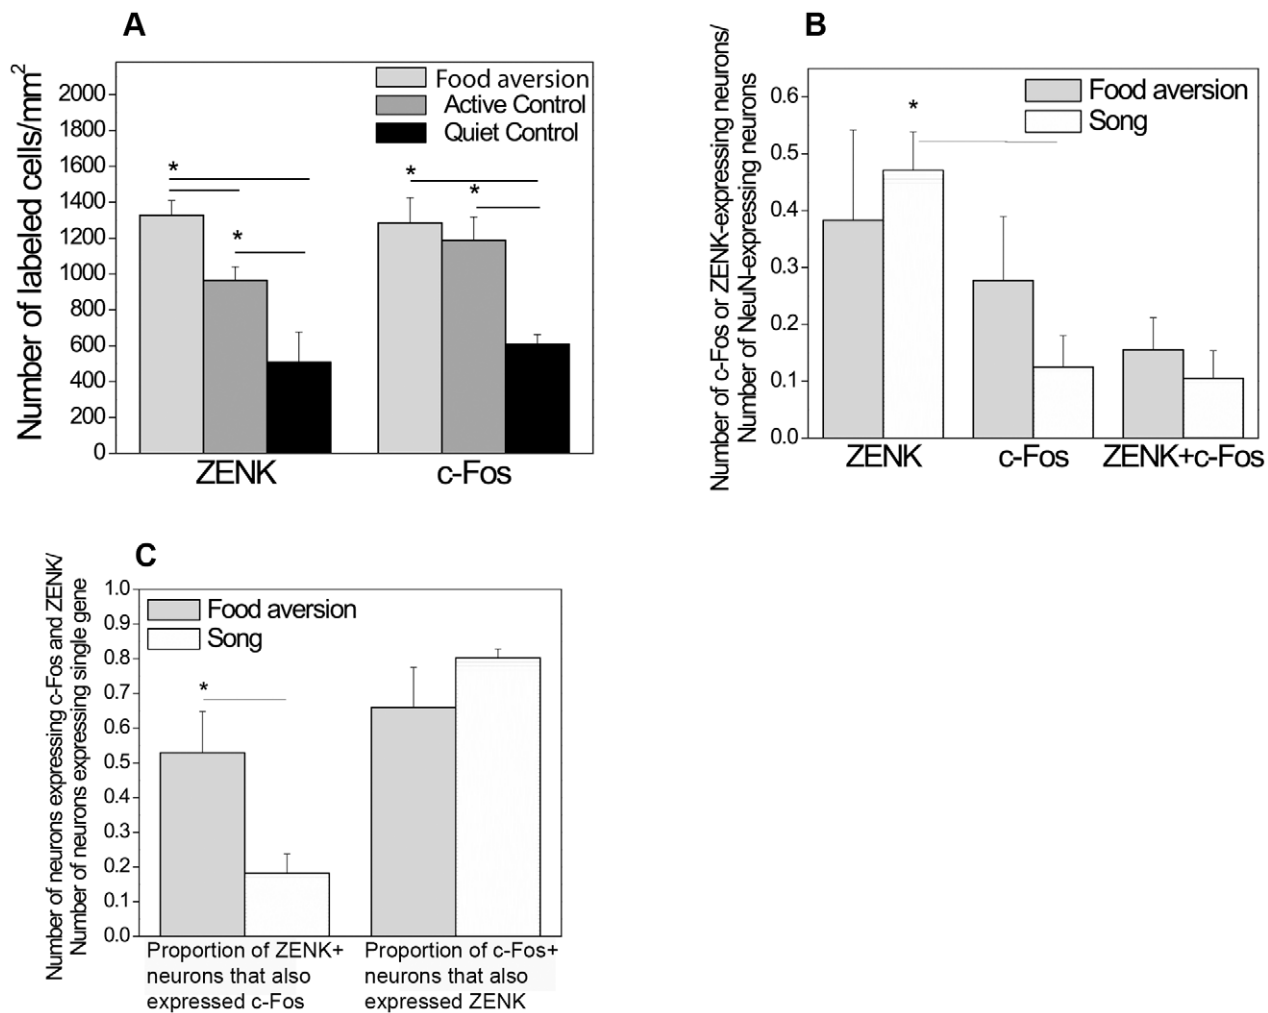 A
Number of labeled cells/mm²
2000
1800
1600
1400
1200
1000
800
600
400
200
0
Food aversion
Active Control
Quiet Control
*
*
*
*
ZENK
c-Fos
B
Number of c-Fos or ZENK-expressing neurons/
Number of NeuN-expressing neurons
0.6
0.5
0.4
0.3
0.2
0.1
0.0
Food aversion
Song
*
ZENK
c-Fos
ZENK+c-Fos
C
Number of neurons expressing c-Fos and ZENK/
Number of neurons expressing single gene
1.0
0.9
0.8
0.7
0.6
0.5
0.4
0.3
0.2
0.1
0.0
Food aversion
Song
*
Proportion of ZENK+
neurons that also
expressed c-Fos
Proportion of c-Fos+
neurons that also
expressed ZENK